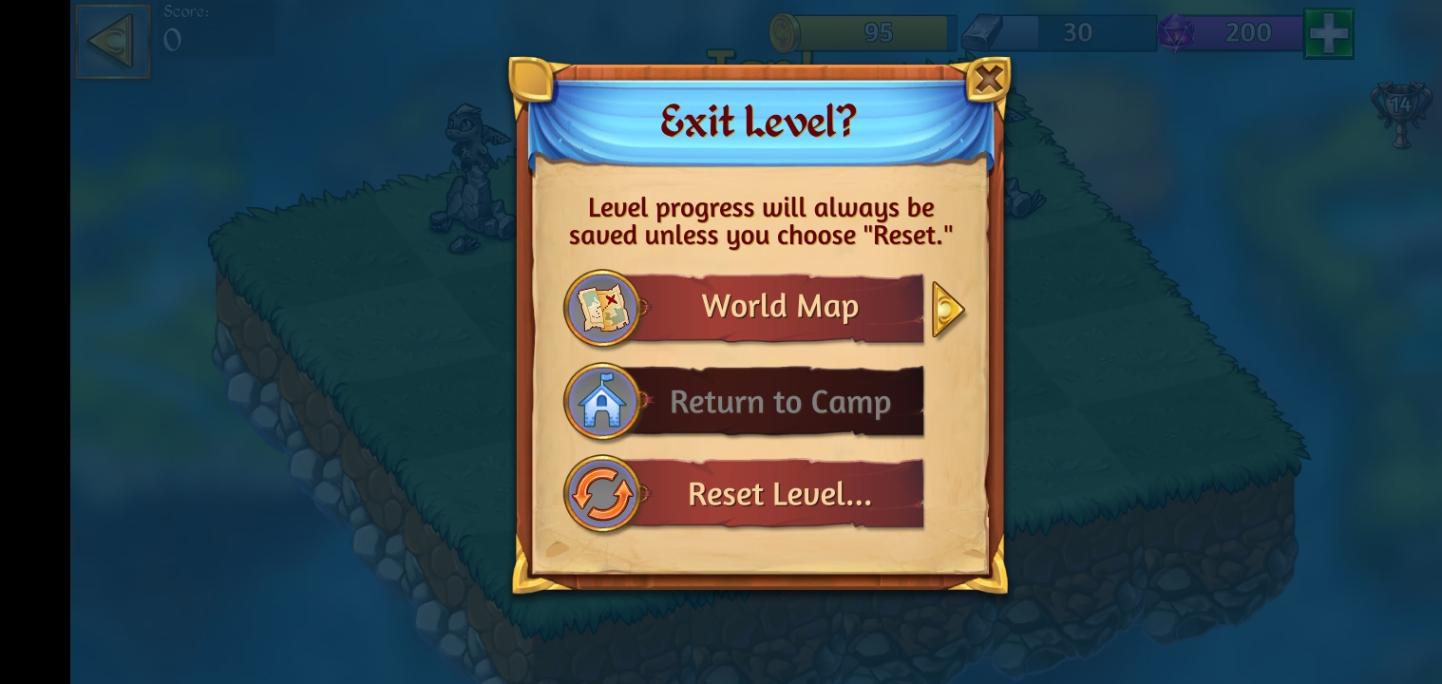 Score:
0
95
30
200
14
Exit Level?
Level progress will always be
saved unless you choose "Reset."
World Map
Return to Camp
Reset Level...